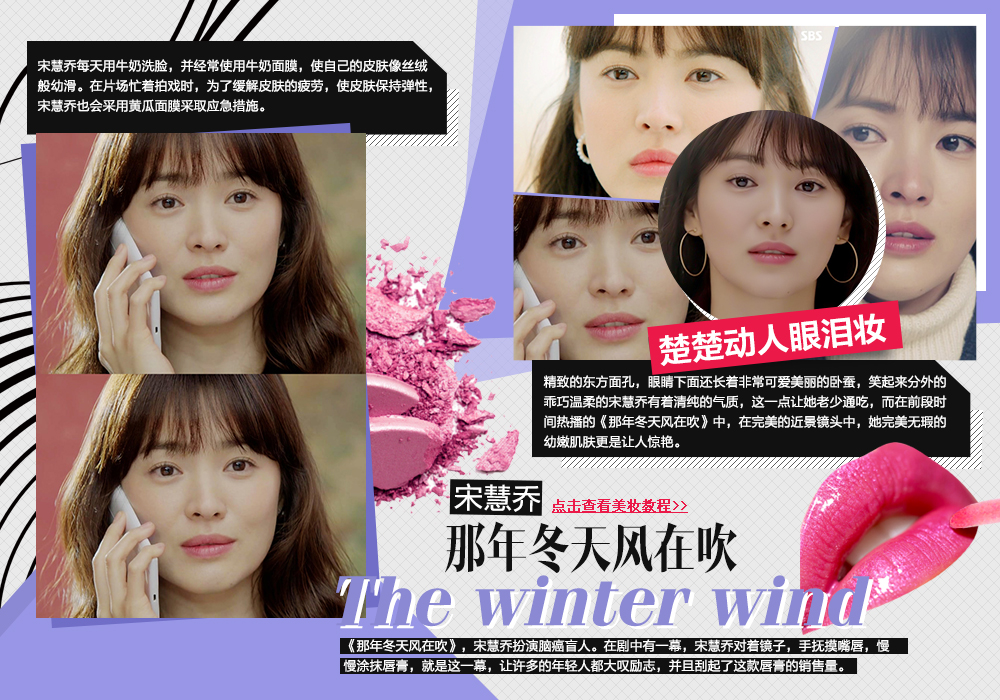 宋慧乔每天用牛奶洗脸，并经常使用牛奶面膜，使自己的皮肤像丝绒
般幼滑。在片场忙着拍戏时，为了缓解皮肤的疲劳，使皮肤保持弹性，
宋慧乔也会采用黄瓜面膜采取应急措施。
SBS
楚楚动人眼泪妆
精致的东方面孔，眼睛下面还长着非常可爱美丽的卧蚕，笑起来分外的
乖巧温柔的宋慧乔有着清纯的气质，这一点让她老少通吃，而在前段时
间热播的《那年冬天风在吹》中，在完美的近景镜头中，她完美无瑕的
幼嫩肌肤更是让人惊艳。
宋慧乔 点击查看美妆教程>>
那年冬天风在吹
The winter wind
《那年冬天风在吹》，宋慧乔扮演脑癌盲人。在剧中有一幕，宋慧乔对着镜子，手抚摸嘴唇，慢
慢涂抹唇膏，就是这一幕，让许多的年轻人都大叹励志，并且刮起了这款唇膏的销售量。